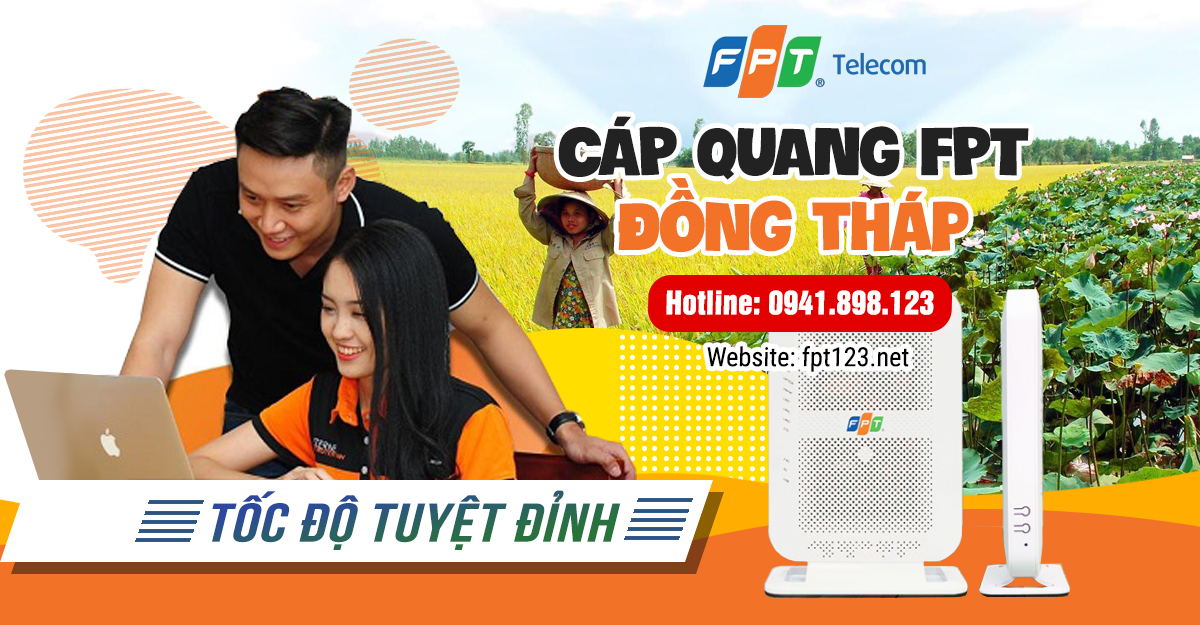 FPT® Telecom
CÁP QUANG FPT
ĐỒNG THÁP
Hotline: 0941.898.123
Website: fpt123.net
FPT
TỐC ĐỘ TUYỆT ĐỈNH